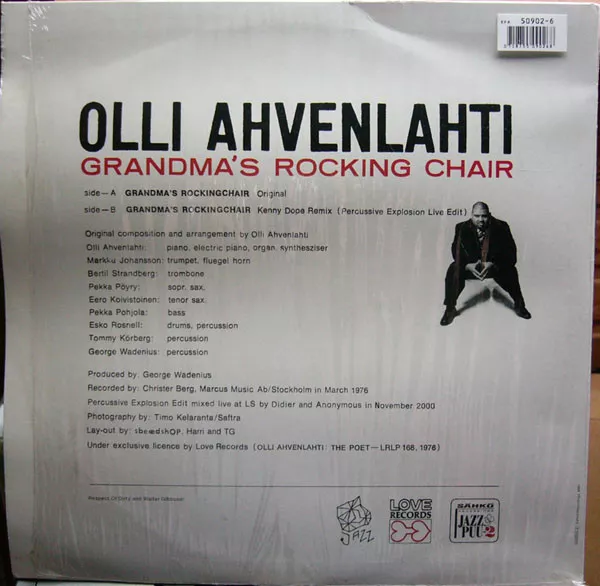 EFA 50902-6
OLLI AHVENLAHTI
GRANDMA'S ROCKING CHAIR
side—A GRANDMA'S ROCKINGCHAIR Original
side—B GRANDMA'S ROCKINGCHAIR Kenny Dope Remix (Percussive Explosion Live Edit)
Original composition and arrangement by Olli Ahvenlahti
Olli Ahvenlahti: piano, electric piano, organ, synthesizer
Markku Johansson: trumpet, fluegel horn
Bertil Strandberg: trombone
Pekka Pöyry: sopr. sax.
Eero Koivistoinen: tenor sax.
Pekka Pohjola: bass
Esko Rosnell: drums, percussion
Tommy Körberg: percussion
George Wadenius: percussion
Produced by: George Wadenius
Recorded by: Christer Berg, Marcus Music Ab/Stockholm in March 1976
Percussive Explosion Edit mixed live at LS by Didier and Anonymous in November 2000
Photography by: Timo Kelaranta/Saftra
Lay-out by: sbeedshOP, Harri and TG
Under exclusive licence by Love Records (OLLI AHVENLAHTI: THE POET—LRLP 168, 1976)
JAZZ
LOVE
RECORDS
SÄHKÖ
JAZZ &
PUU 2